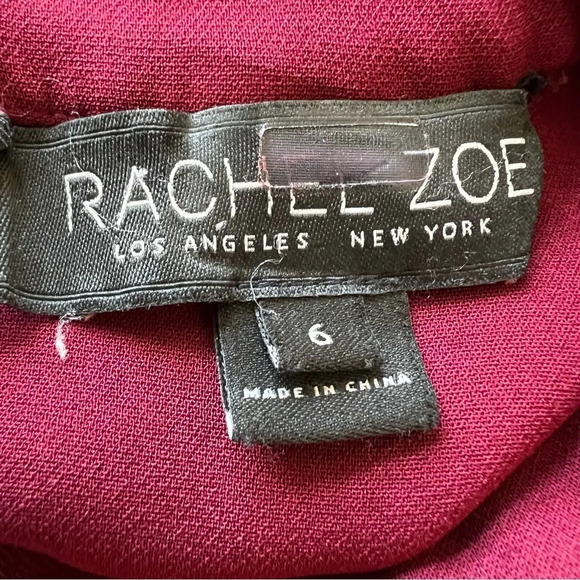 RACHEL ZOE
LOS ANGELES NEW YORK
6
MADE IN CHINA